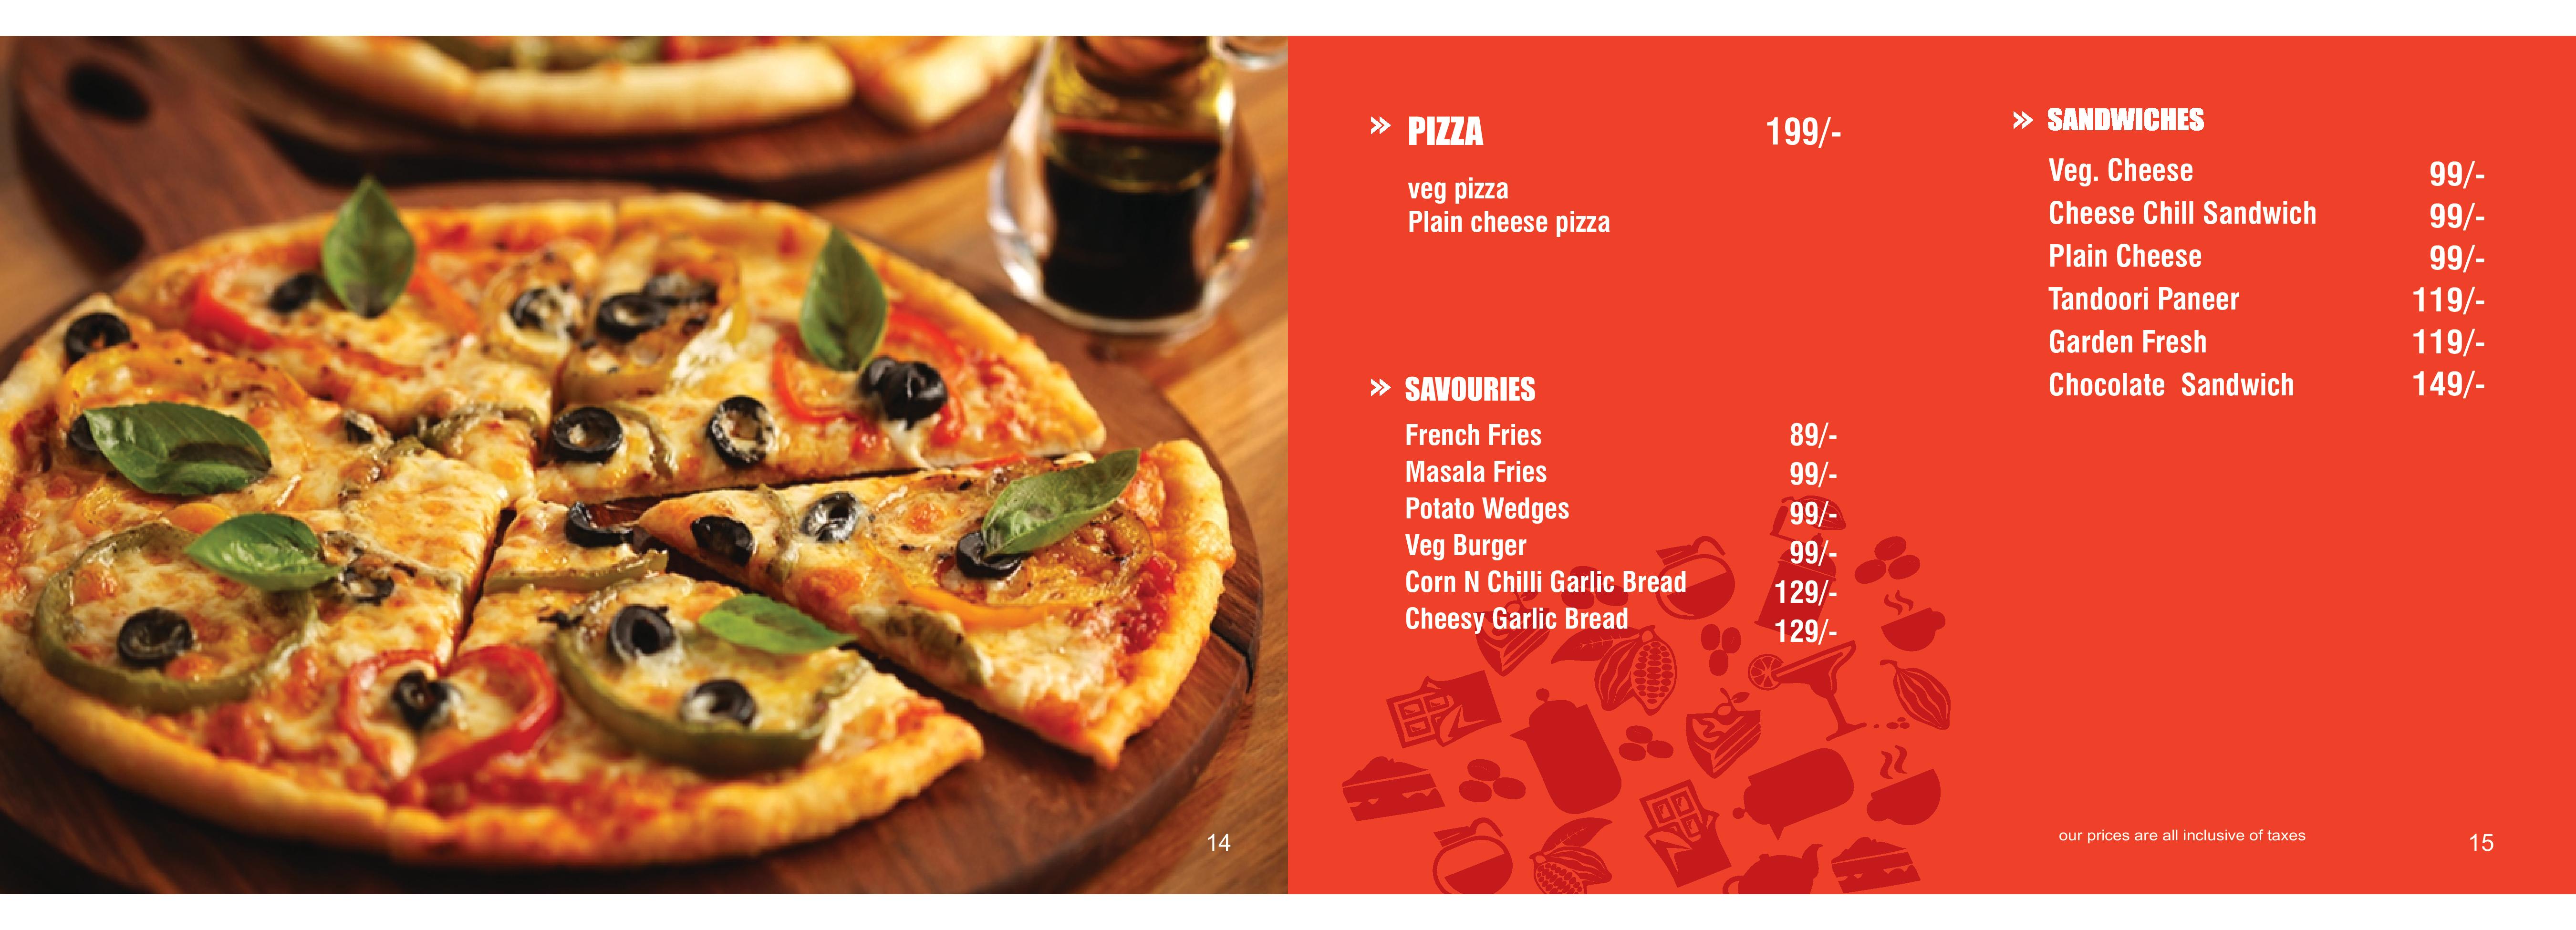 14
» PIZZA 199/-
veg pizza
Plain cheese pizza
» SAVOURIES
French Fries 89/-
Masala Fries 99/-
Potato Wedges 99/-
Veg Burger 99/-
Corn N Chilli Garlic Bread 129/-
Cheesy Garlic Bread 129/-
» SANDWICHES
Veg. Cheese 99/-
Cheese Chill Sandwich 99/-
Plain Cheese 99/-
Tandoori Paneer 119/-
Garden Fresh 119/-
Chocolate Sandwich 149/-
our prices are all inclusive of taxes
15